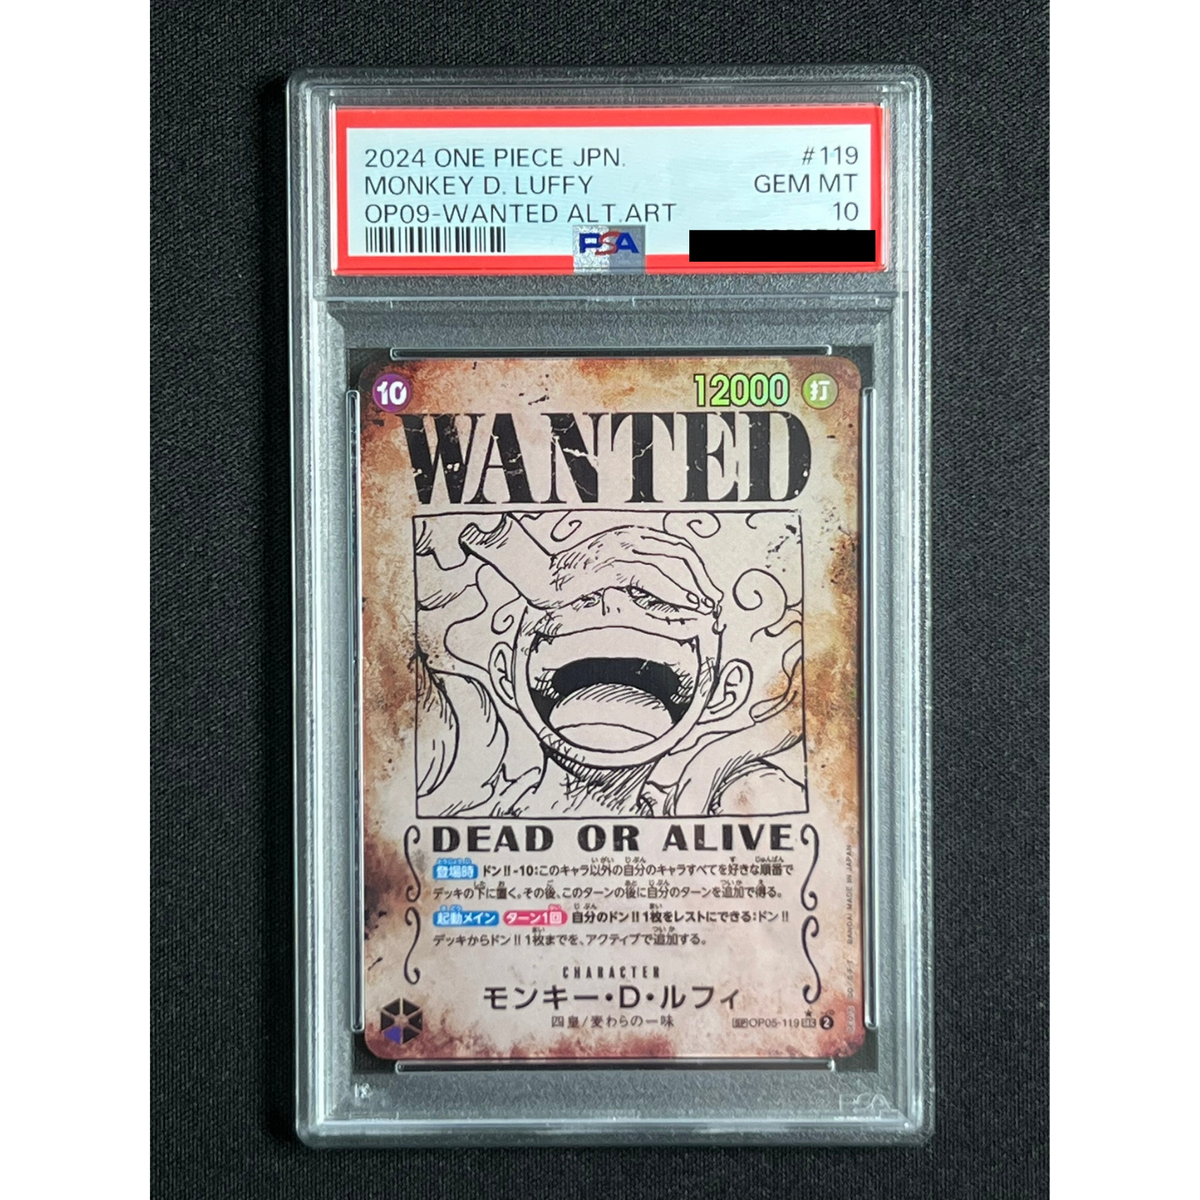 2024 ONE PIECE JPN. #119
MONKEY D. LUFFY GEM MT
OP09-WANTED ALT.ART 10
PSA
10 12000 打
WANTED
DEAD OR ALIVE
登場時 ドン!!-10:このキャラ以外の自分のキャラすべてを好きな順番で
デッキの下に置く。その後、このターンの後に自分のターンを追加で得る。
起動メイン ターン1回 自分のドン!!1枚をレストにできる:ドン!!
デッキからドン!!1枚までを、アクティブで追加する。
CHARACTER
モンキー・D・ルフィ
四皇/麦わらの一味
SP OP05-119 SEC 2
BANDAI MADE IN JAPAN
PSA